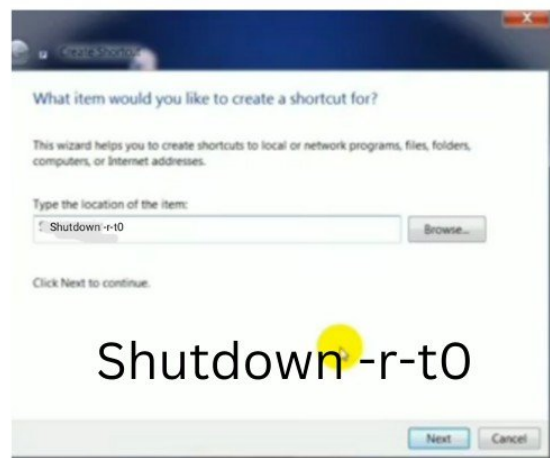 Create Shortcut
What item would you like to create a shortcut for?
This wizard helps you to create shortcuts to local or network programs, files, folders,
computers, or Internet addresses.
Type the location of the item:
Shutdown -r-t0
Browse...
Click Next to continue.
Shutdown -r-t0
Next
Cancel